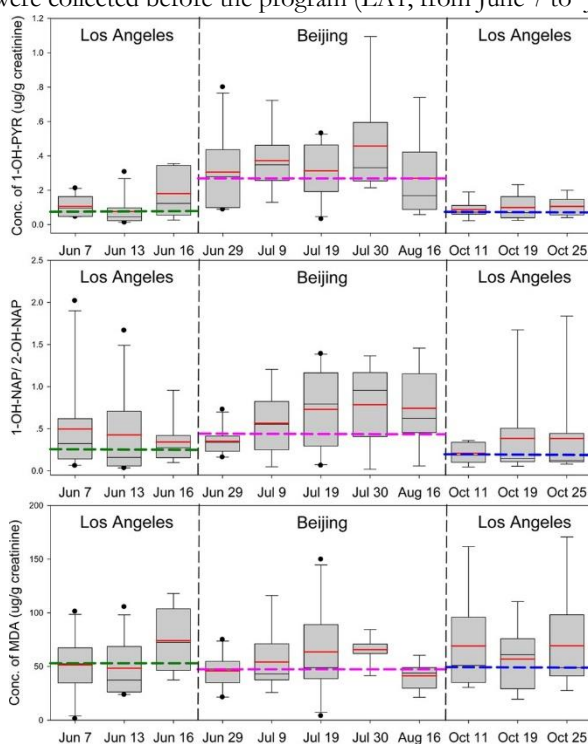 were collected before the program (LA1, from June 7 to
Los Angeles Beijing Los Angeles
Conc. of 1-OH-PYR (ug/g creatinine)
1.2
1.0
.8
.6
.4
.2
0.0
Jun 7 Jun 13 Jun 16 Jun 29 Jul 9 Jul 19 Jul 30 Aug 16 Oct 11 Oct 19 Oct 25
Los Angeles Beijing Los Angeles
1-OH-NAP/ 2-OH-NAP
2.5
2.0
1.5
1.0
.5
0.0
Jun 7 Jun 13 Jun 16 Jun 29 Jul 9 Jul 19 Jul 30 Aug 16 Oct 11 Oct 19 Oct 25
Los Angeles Beijing Los Angeles
Conc. of MDA (ug/g creatinine)
200
150
100
50
0
Jun 7 Jun 13 Jun 16 Jun 29 Jul 9 Jul 19 Jul 30 Aug 16 Oct 11 Oct 19 Oct 25